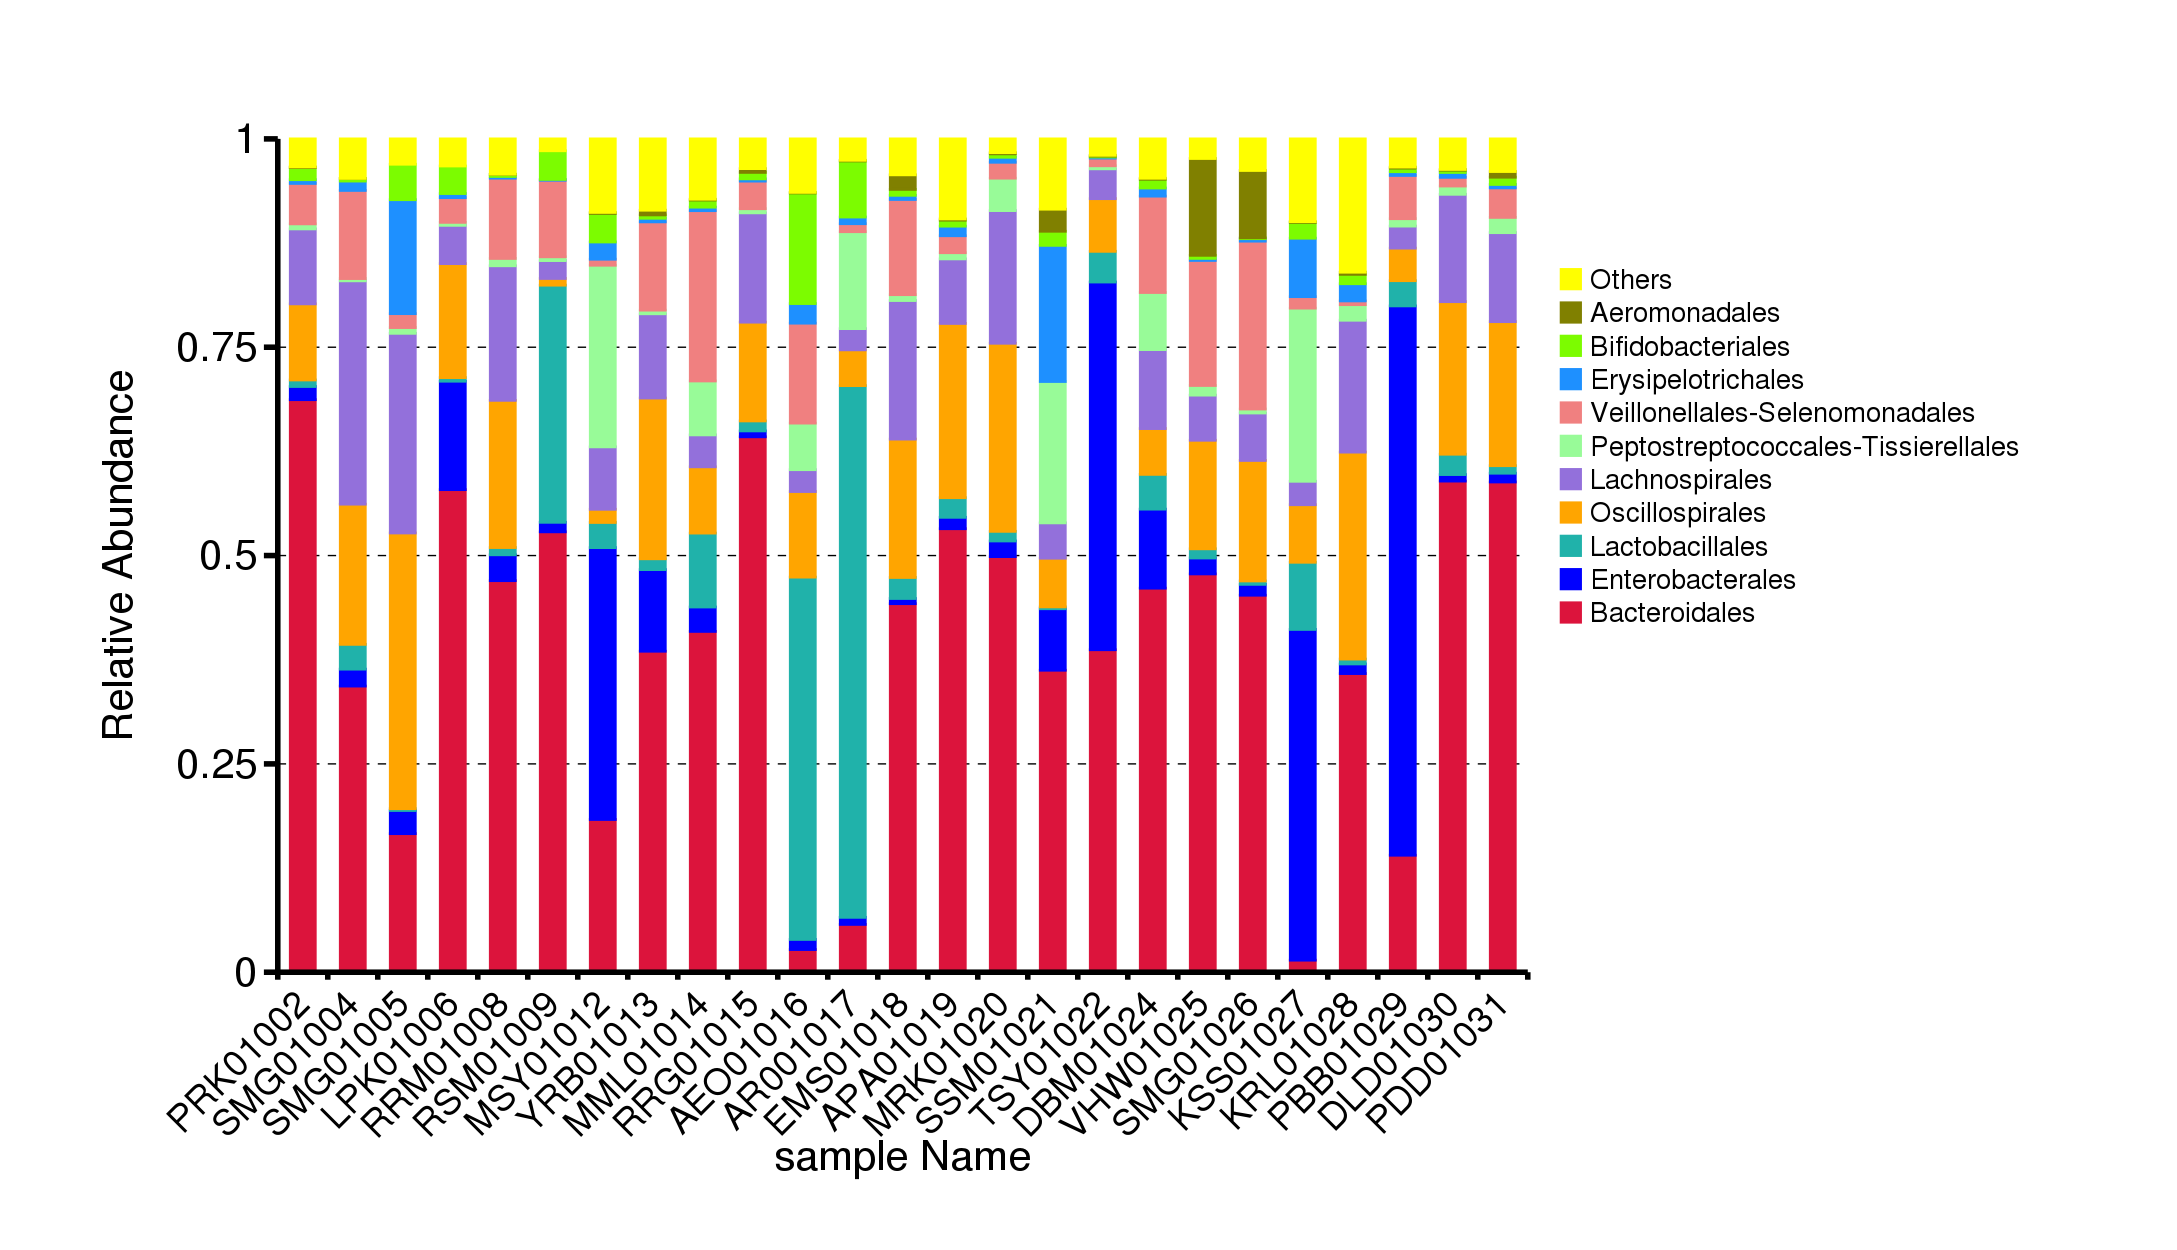 1
0.75
0.5
0.25
0
Relative Abundance
PRK01002
SMG01004
SMG01005
LPK01006
RRM01008
RSM01009
MSY01012
YRB01013
MML01014
RRG01015
AEO01016
AR001017
EMS01018
APA01019
MRK01020
SSM01021
TSY01022
DBM01024
VHW01025
SMG01026
KSS01027
KRL01028
PBB01029
DLD01030
PDD01031
sample Name
Others
Aeromonadales
Bifidobacteriales
Erysipelotrichales
Veillonellales-Selenomonadales
Peptostreptococcales-Tissierellales
Lachnospirales
Oscillospirales
Lactobacillales
Enterobacterales
Bacteroidales